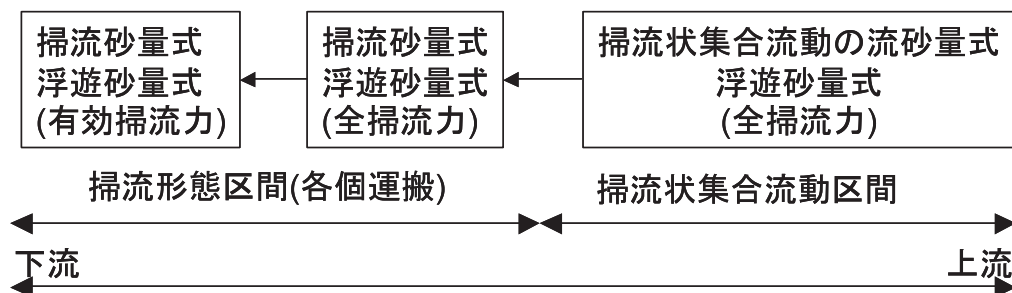 掃流砂量式
浮遊砂量式
(有効掃流力)
掃流砂量式
浮遊砂量式
(全掃流力)
掃流状集合流動の流砂量式
浮遊砂量式
(全掃流力)
掃流形態区間(各個運搬)
掃流状集合流動区間
下流
上流